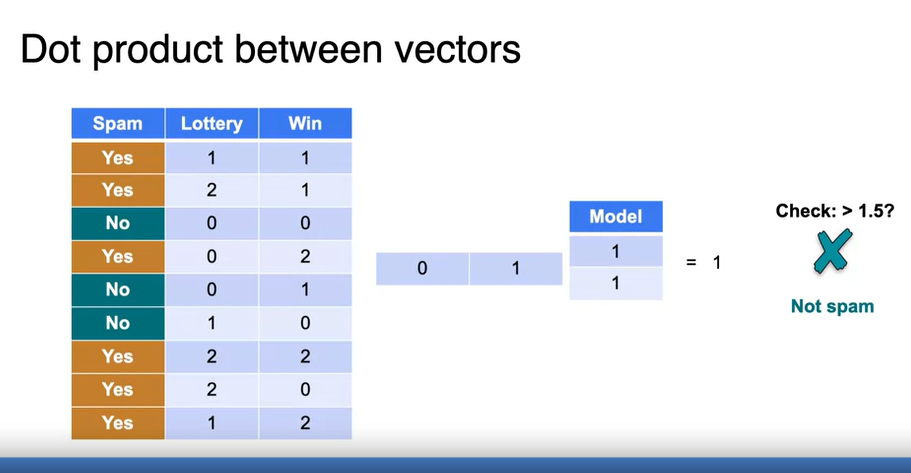 Dot product between vectors
Spam Lottery Win
Yes 1 1
Yes 2 1
No 0 0
Yes 0 2
No 0 1
No 1 0
Yes 2 2
Yes 2 0
Yes 1 2
0 1
Model
1
1
= 1
Check: > 1.5?
Not spam